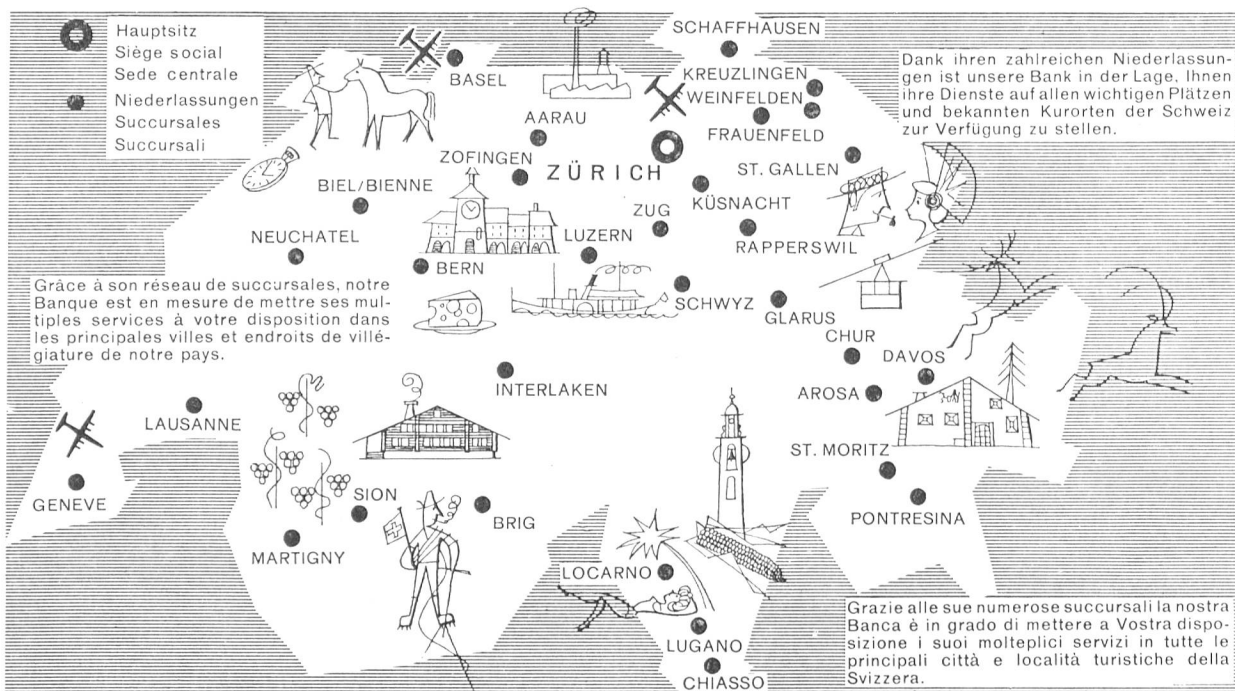 Hauptsitz
Siège social
Sede centrale
Niederlassungen
Succursales
Succursali
Dank ihren zahlreichen Niederlassun-
gen ist unsere Bank in der Lage, Ihnen
ihre Dienste auf allen wichtigen Plätzen
und bekannten Kurorten der Schweiz
zur Verfügung zu stellen.
SCHAFFHAUSEN
BASEL
KREUZLINGEN
WEINFELDEN
FRAUENFELD
AARAU
ZOFINGEN
ZÜRICH
ST. GALLEN
BIEL/BIENNE
KÜSNACHT
ZUG
RAPPERSWIL
NEUCHATEL
LUZERN
BERN
SCHWYZ
GLARUS
Grâce à son réseau de succursales, notre
Banque est en mesure de mettre ses mul-
tiples services à votre disposition dans
les principales villes et endroits de villé-
giature de notre pays.
CHUR
DAVOS
INTERLAKEN
AROSA
LAUSANNE
ST. MORITZ
GENEVE
SION
BRIG
PONTRESINA
MARTIGNY
LOCARNO
LUGANO
CHIASSO
Grazie alle sue numerose succursali la nostra
Banca è in grado di mettere a Vostra dispo-
sizione i suoi molteplici servizi in tutte le
principali città e località turistiche della
Svizzera.